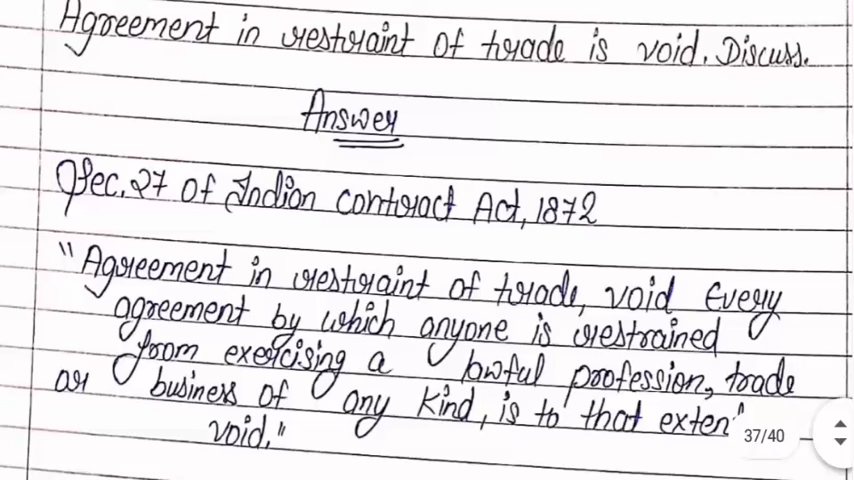 Agreement in restraint of trade is void. Discuss.
Answer
Sec. 27 of Indian contract Act, 1872
"Agreement in restraint of trade, void Every
agreement by which anyone is restrained
from exercising a lawful profession, trade
or business of any kind, is to that exten
void."
37/40